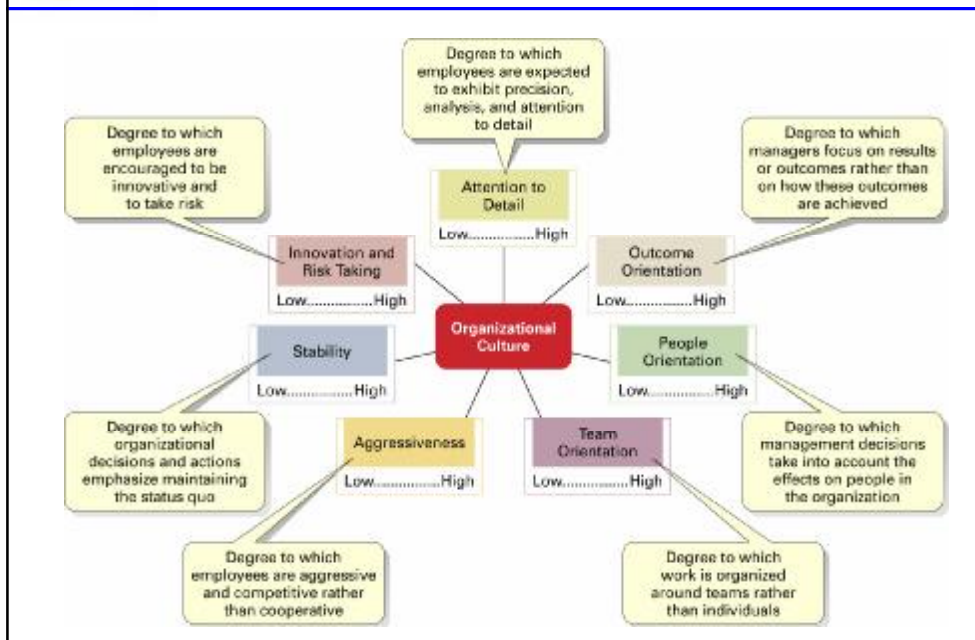 Degree to which
employees are expected
to exhibit precision,
analysis, and attention
to detail
Degree to which
employees are
encouraged to be
innovative and
to take risk
Degree to which
managers focus on results
or outcomes rather than
on how these outcomes
are achieved
Attention to
Detail
Low................High
Innovation and
Risk Taking
Low................High
Outcome
Orientation
Low................High
Organizational
Culture
Stability
Low................High
People
Orientation
Low................High
Degree to which
organizational
decisions and actions
emphasize maintaining
the status quo
Aggressiveness
Low................High
Team
Orientation
Low................High
Degree to which
management decisions
take into account the
effects on people in
the organization
Degree to which
employees are aggressive
and competitive rather
than cooperative
Degree to which
work is organized
around teams rather
than individuals